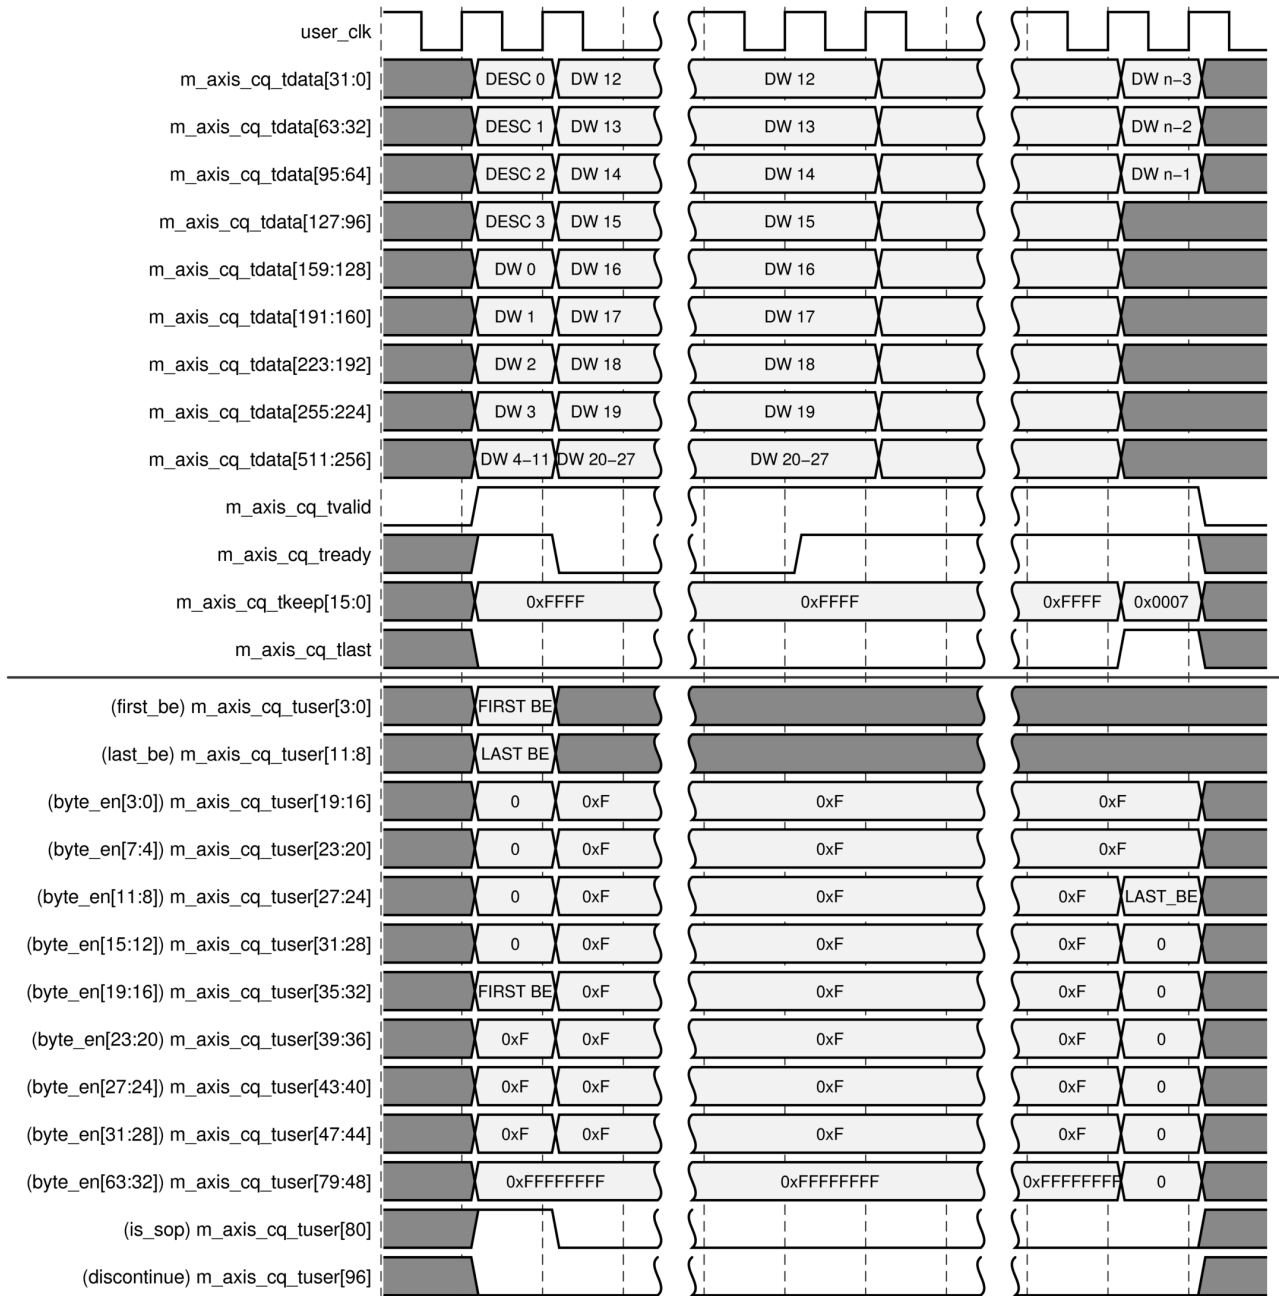 user_clk
m_axis_cq_tdata[31:0] DESC 0 DW 12 DW 12 DW n−3
m_axis_cq_tdata[63:32] DESC 1 DW 13 DW 13 DW n−2
m_axis_cq_tdata[95:64] DESC 2 DW 14 DW 14 DW n−1
m_axis_cq_tdata[127:96] DESC 3 DW 15 DW 15
m_axis_cq_tdata[159:128] DW 0 DW 16 DW 16
m_axis_cq_tdata[191:160] DW 1 DW 17 DW 17
m_axis_cq_tdata[223:192] DW 2 DW 18 DW 18
m_axis_cq_tdata[255:224] DW 3 DW 19 DW 19
m_axis_cq_tdata[511:256] DW 4−11 DW 20−27 DW 20−27
m_axis_cq_tvalid
m_axis_cq_tready
m_axis_cq_tkeep[15:0] 0xFFFF 0xFFFF 0xFFFF 0x0007
m_axis_cq_tlast
(first_be) m_axis_cq_tuser[3:0] FIRST BE
(last_be) m_axis_cq_tuser[11:8] LAST BE
(byte_en[3:0]) m_axis_cq_tuser[19:16] 0 0xF 0xF 0xF
(byte_en[7:4]) m_axis_cq_tuser[23:20] 0 0xF 0xF 0xF
(byte_en[11:8]) m_axis_cq_tuser[27:24] 0 0xF 0xF 0xF LAST_BE
(byte_en[15:12]) m_axis_cq_tuser[31:28] 0 0xF 0xF 0xF 0
(byte_en[19:16]) m_axis_cq_tuser[35:32] FIRST BE 0xF 0xF 0xF 0
(byte_en[23:20]) m_axis_cq_tuser[39:36] 0xF 0xF 0xF 0xF 0
(byte_en[27:24]) m_axis_cq_tuser[43:40] 0xF 0xF 0xF 0xF 0
(byte_en[31:28]) m_axis_cq_tuser[47:44] 0xF 0xF 0xF 0xF 0
(byte_en[63:32]) m_axis_cq_tuser[79:48] 0xFFFFFFFF 0xFFFFFFFF 0xFFFFFFFF 0
(is_sop) m_axis_cq_tuser[80]
(discontinue) m_axis_cq_tuser[96]